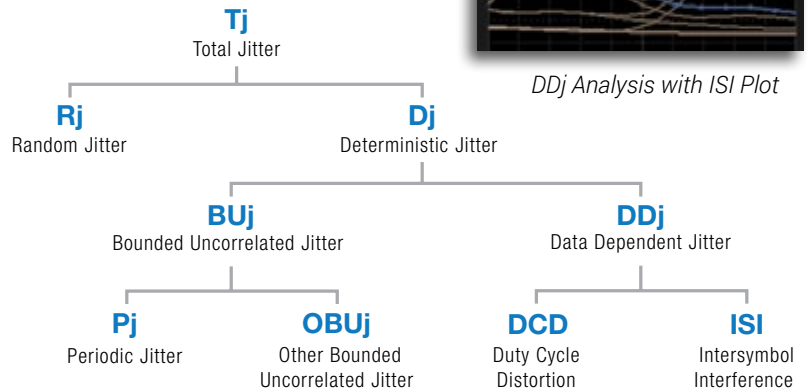 Tj
Total Jitter
DDj Analysis with ISI Plot
Rj
Random Jitter
Dj
Deterministic Jitter
BUj
Bounded Uncorrelated Jitter
DDj
Data Dependent Jitter
Pj
Periodic Jitter
OBUj
Other Bounded
Uncorrelated Jitter
DCD
Duty Cycle
Distortion
ISI
Intersymbol
Interference